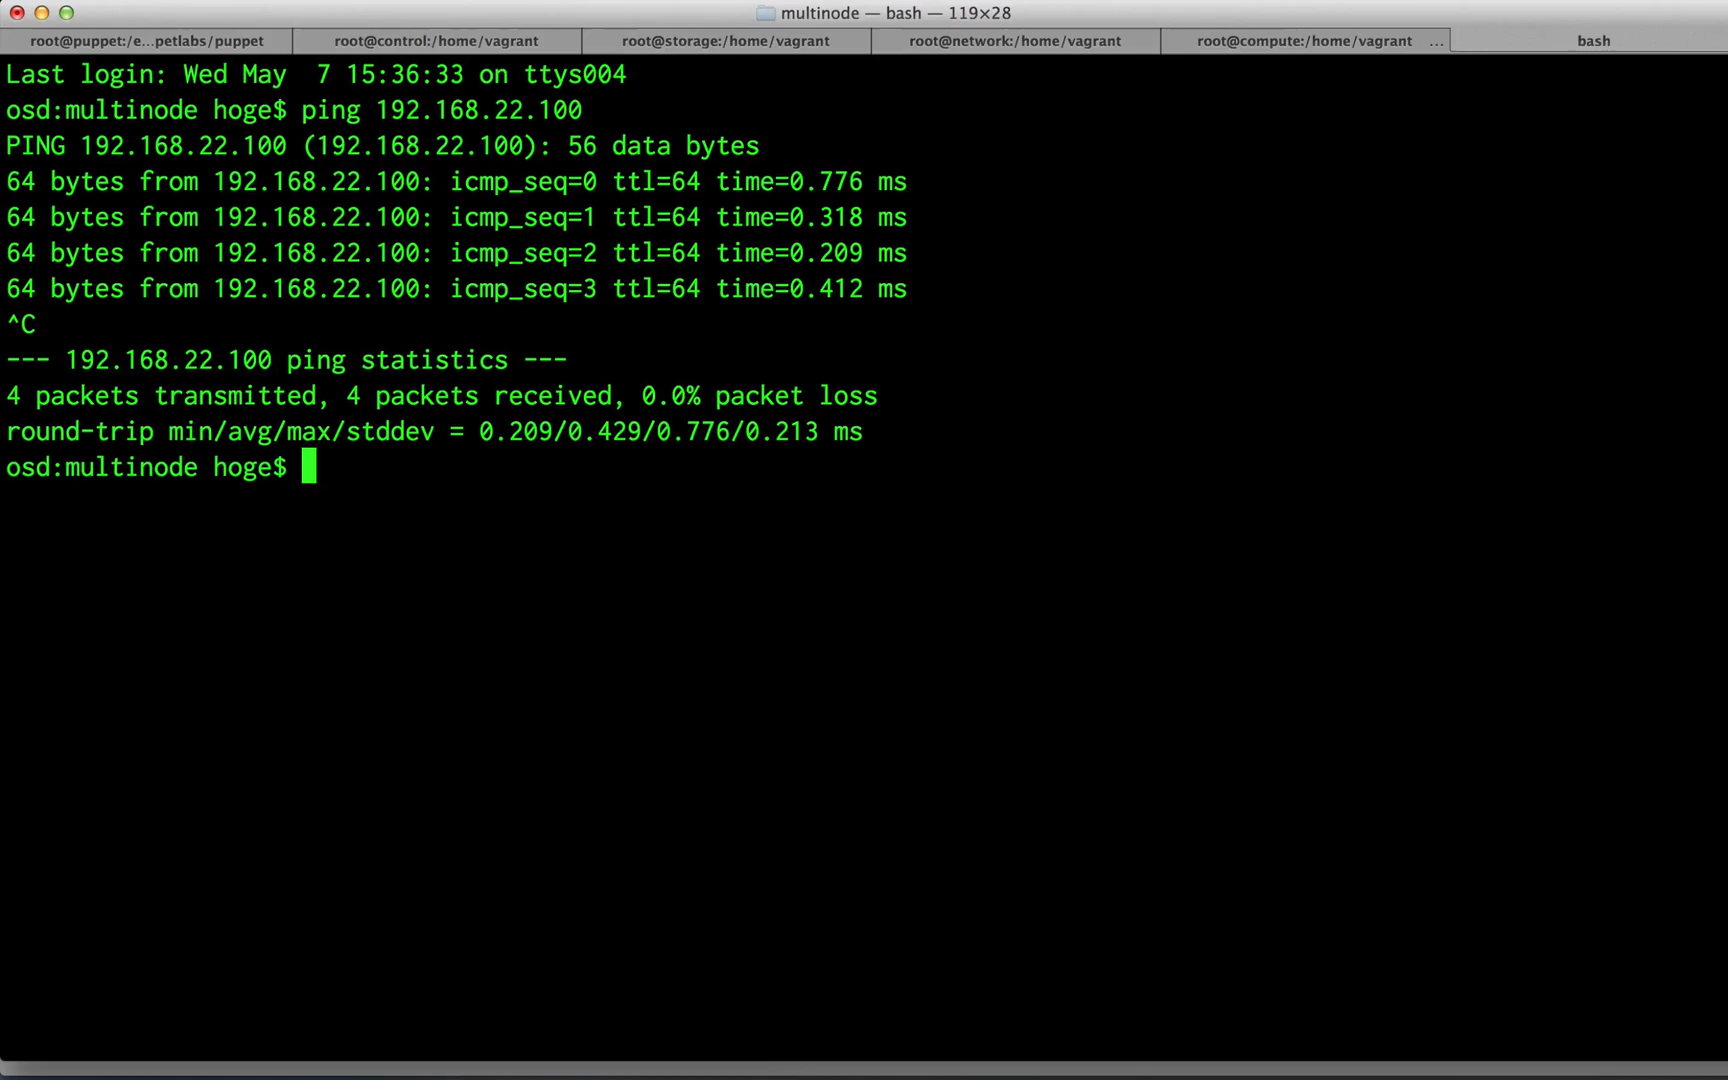 multinode — bash — 119×28
root@puppet:/e...petlabs/puppet
root@control:/home/vagrant
root@storage:/home/vagrant
root@network:/home/vagrant
root@compute:/home/vagrant ...
bash
Last login: Wed May  7 15:36:33 on ttys004
osd:multinode hoge$ ping 192.168.22.100
PING 192.168.22.100 (192.168.22.100): 56 data bytes
64 bytes from 192.168.22.100: icmp_seq=0 ttl=64 time=0.776 ms
64 bytes from 192.168.22.100: icmp_seq=1 ttl=64 time=0.318 ms
64 bytes from 192.168.22.100: icmp_seq=2 ttl=64 time=0.209 ms
64 bytes from 192.168.22.100: icmp_seq=3 ttl=64 time=0.412 ms
^C
--- 192.168.22.100 ping statistics ---
4 packets transmitted, 4 packets received, 0.0% packet loss
round-trip min/avg/max/stddev = 0.209/0.429/0.776/0.213 ms
osd:multinode hoge$